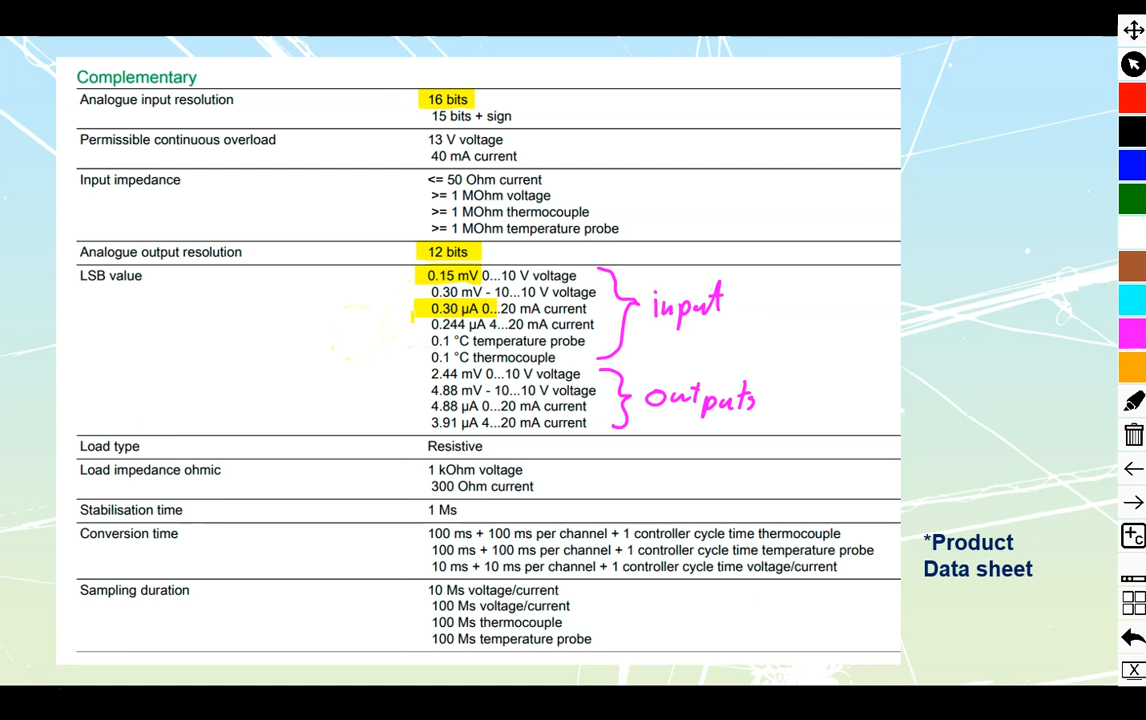 Complementary
Analogue input resolution 16 bits
15 bits + sign
Permissible continuous overload 13 V voltage
40 mA current
Input impedance <= 50 Ohm current
>= 1 MOhm voltage
>= 1 MOhm thermocouple
>= 1 MOhm temperature probe
Analogue output resolution 12 bits
LSB value 0.15 mV 0...10 V voltage
0.30 mV - 10...10 V voltage
0.30 µA 0...20 mA current
0.244 µA 4...20 mA current
0.1 °C temperature probe
0.1 °C thermocouple
input
2.44 mV 0...10 V voltage
4.88 mV - 10...10 V voltage
4.88 µA 0...20 mA current
3.91 µA 4...20 mA current
outputs
Load type Resistive
Load impedance ohmic 1 kOhm voltage
300 Ohm current
Stabilisation time 1 Ms
Conversion time 100 ms + 100 ms per channel + 1 controller cycle time thermocouple
100 ms + 100 ms per channel + 1 controller cycle time temperature probe
10 ms + 10 ms per channel + 1 controller cycle time voltage/current
Sampling duration 10 Ms voltage/current
100 Ms voltage/current
100 Ms thermocouple
100 Ms temperature probe
*Product
Data sheet
+c
X